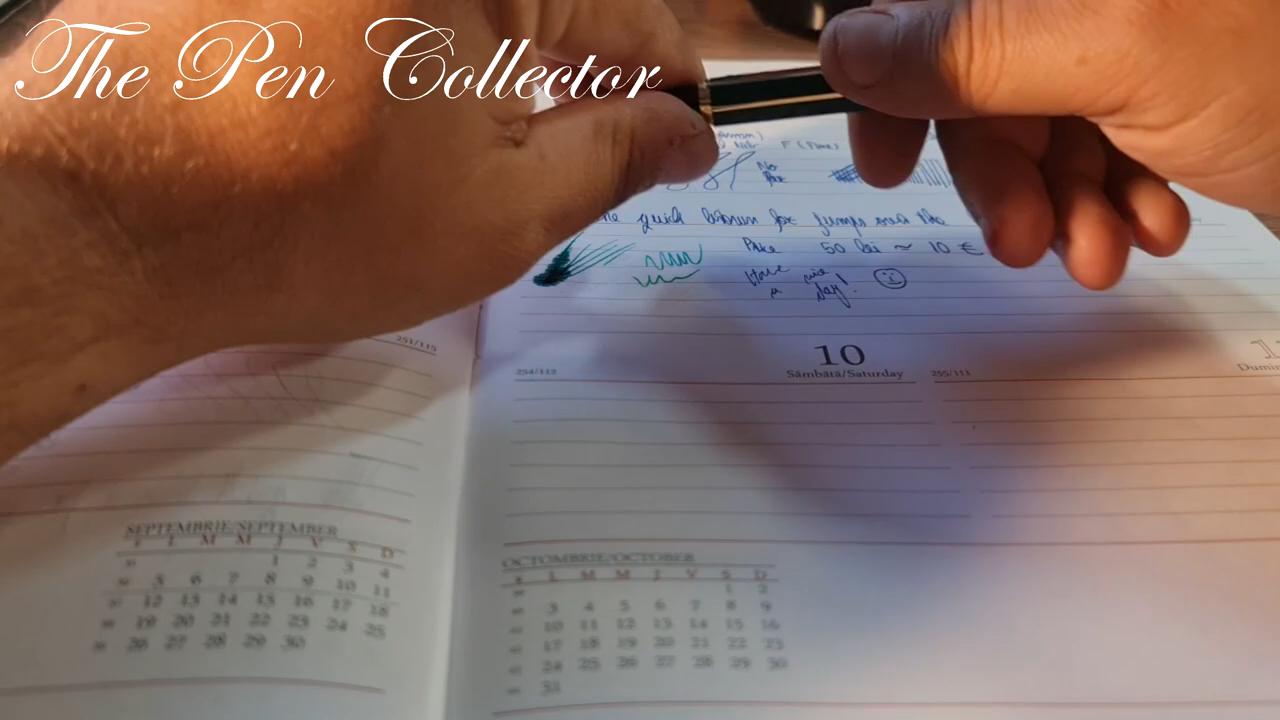 The Pen Collector
F (Fine)
No
quick brown fox jumps over the
Price 50 lei ≈ 10 €
Have nice
a day!
251/115
10
254/112 Sâmbătă/Saturday 255/111
SEPTEMBRIE/SEPTEMBER
L M M J V S D
1 2 3 4
5 6 7 8 9 10 11
12 13 14 15 16 17 18
19 20 21 22 23 24 25
26 27 28 29 30
OCTOMBRIE/OCTOBER
L M M J V S D
1 2
3 4 5 6 7 8 9
10 11 12 13 14 15 16
17 18 19 20 21 22 23
24 25 26 27 28 29 30
31